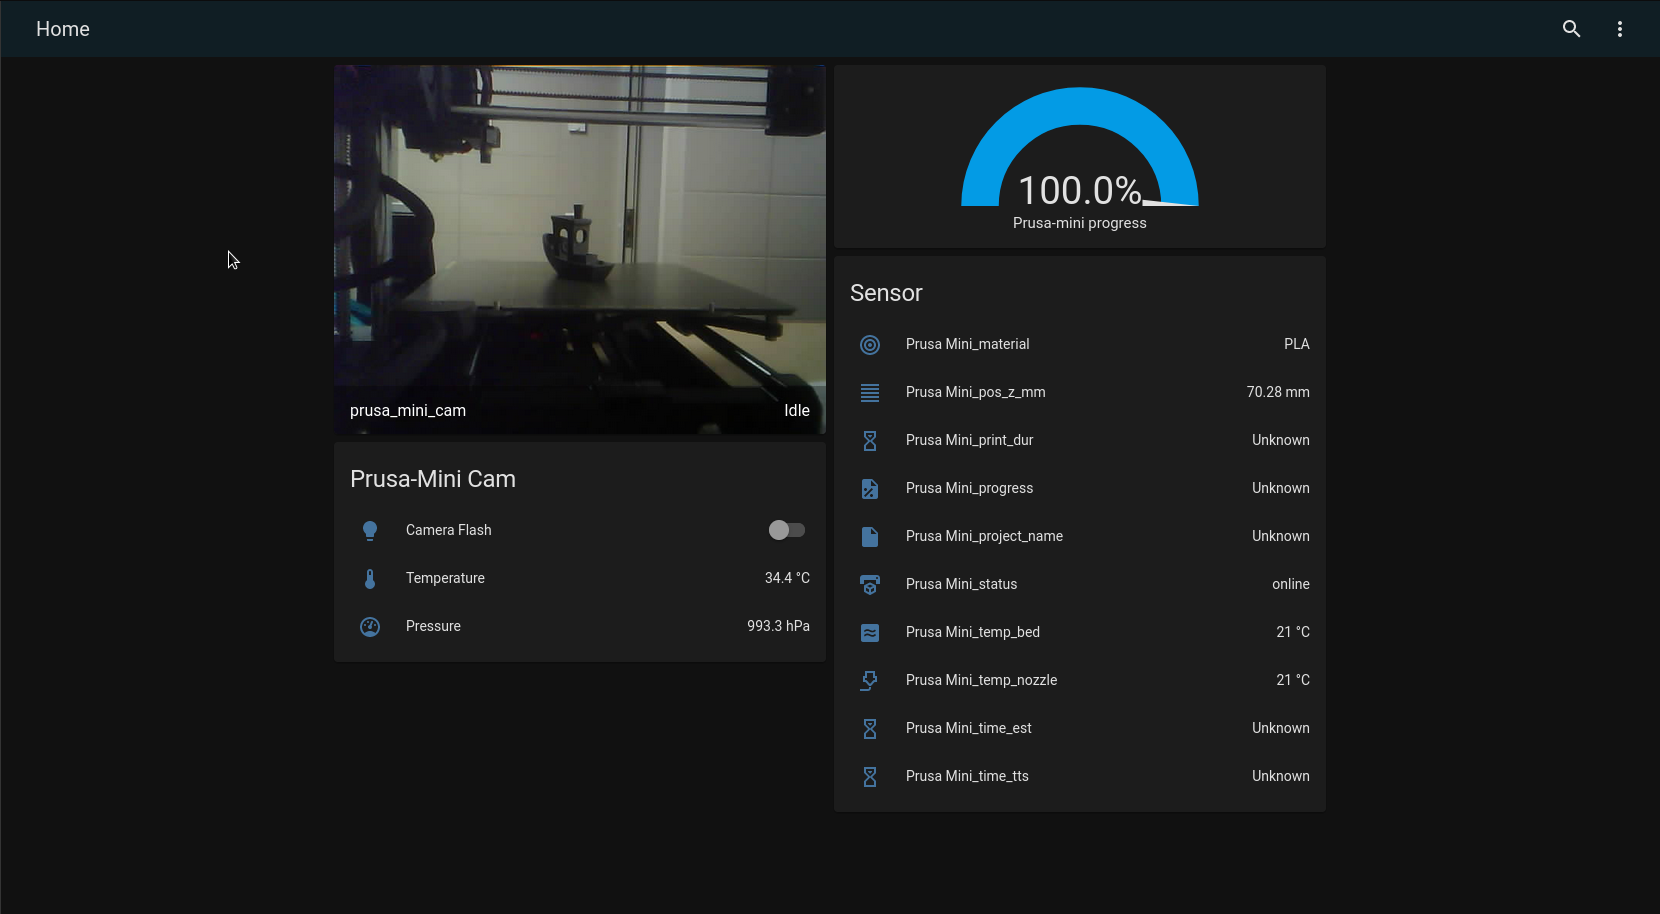 Home
prusa_mini_cam Idle
Prusa-Mini Cam
Camera Flash
Temperature 34.4 °C
Pressure 993.3 hPa
100.0%
Prusa-mini progress
Sensor
Prusa Mini_material PLA
Prusa Mini_pos_z_mm 70.28 mm
Prusa Mini_print_dur Unknown
Prusa Mini_progress Unknown
Prusa Mini_project_name Unknown
Prusa Mini_status online
Prusa Mini_temp_bed 21 °C
Prusa Mini_temp_nozzle 21 °C
Prusa Mini_time_est Unknown
Prusa Mini_time_tts Unknown